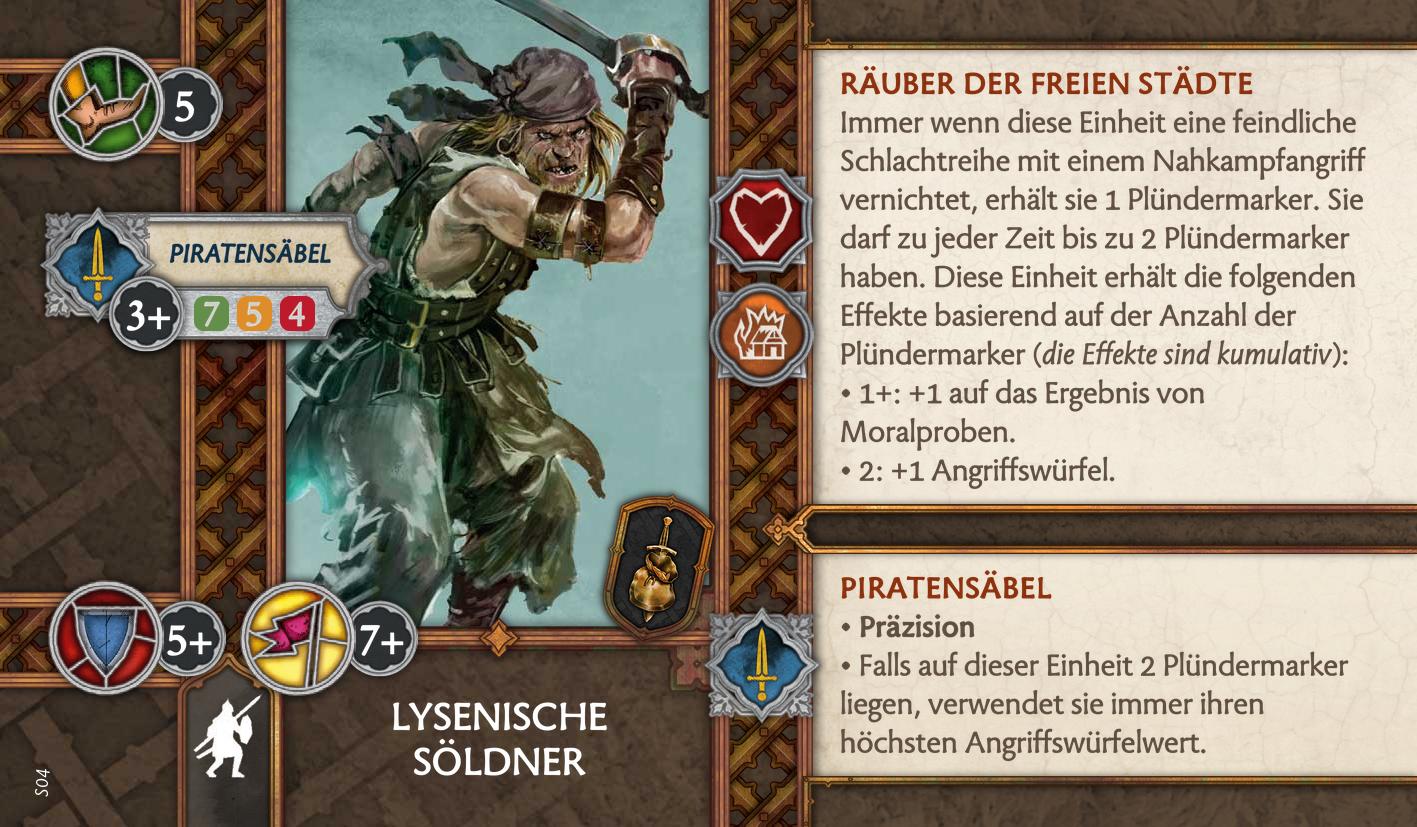 5
PIRATENSÄBEL
3+ 7 5 4
5+ 7+
LYSENISCHE
SÖLDNER
S04
RÄUBER DER FREIEN STÄDTE
Immer wenn diese Einheit eine feindliche
Schlachtreihe mit einem Nahkampfangriff
vernichtet, erhält sie 1 Plündermarker. Sie
darf zu jeder Zeit bis zu 2 Plündermarker
haben. Diese Einheit erhält die folgenden
Effekte basierend auf der Anzahl der
Plündermarker (die Effekte sind kumulativ):
• 1+: +1 auf das Ergebnis von
Moralproben.
• 2: +1 Angriffswürfel.
PIRATENSÄBEL
• Präzision
• Falls auf dieser Einheit 2 Plündermarker
liegen, verwendet sie immer ihren
höchsten Angriffswürfelwert.